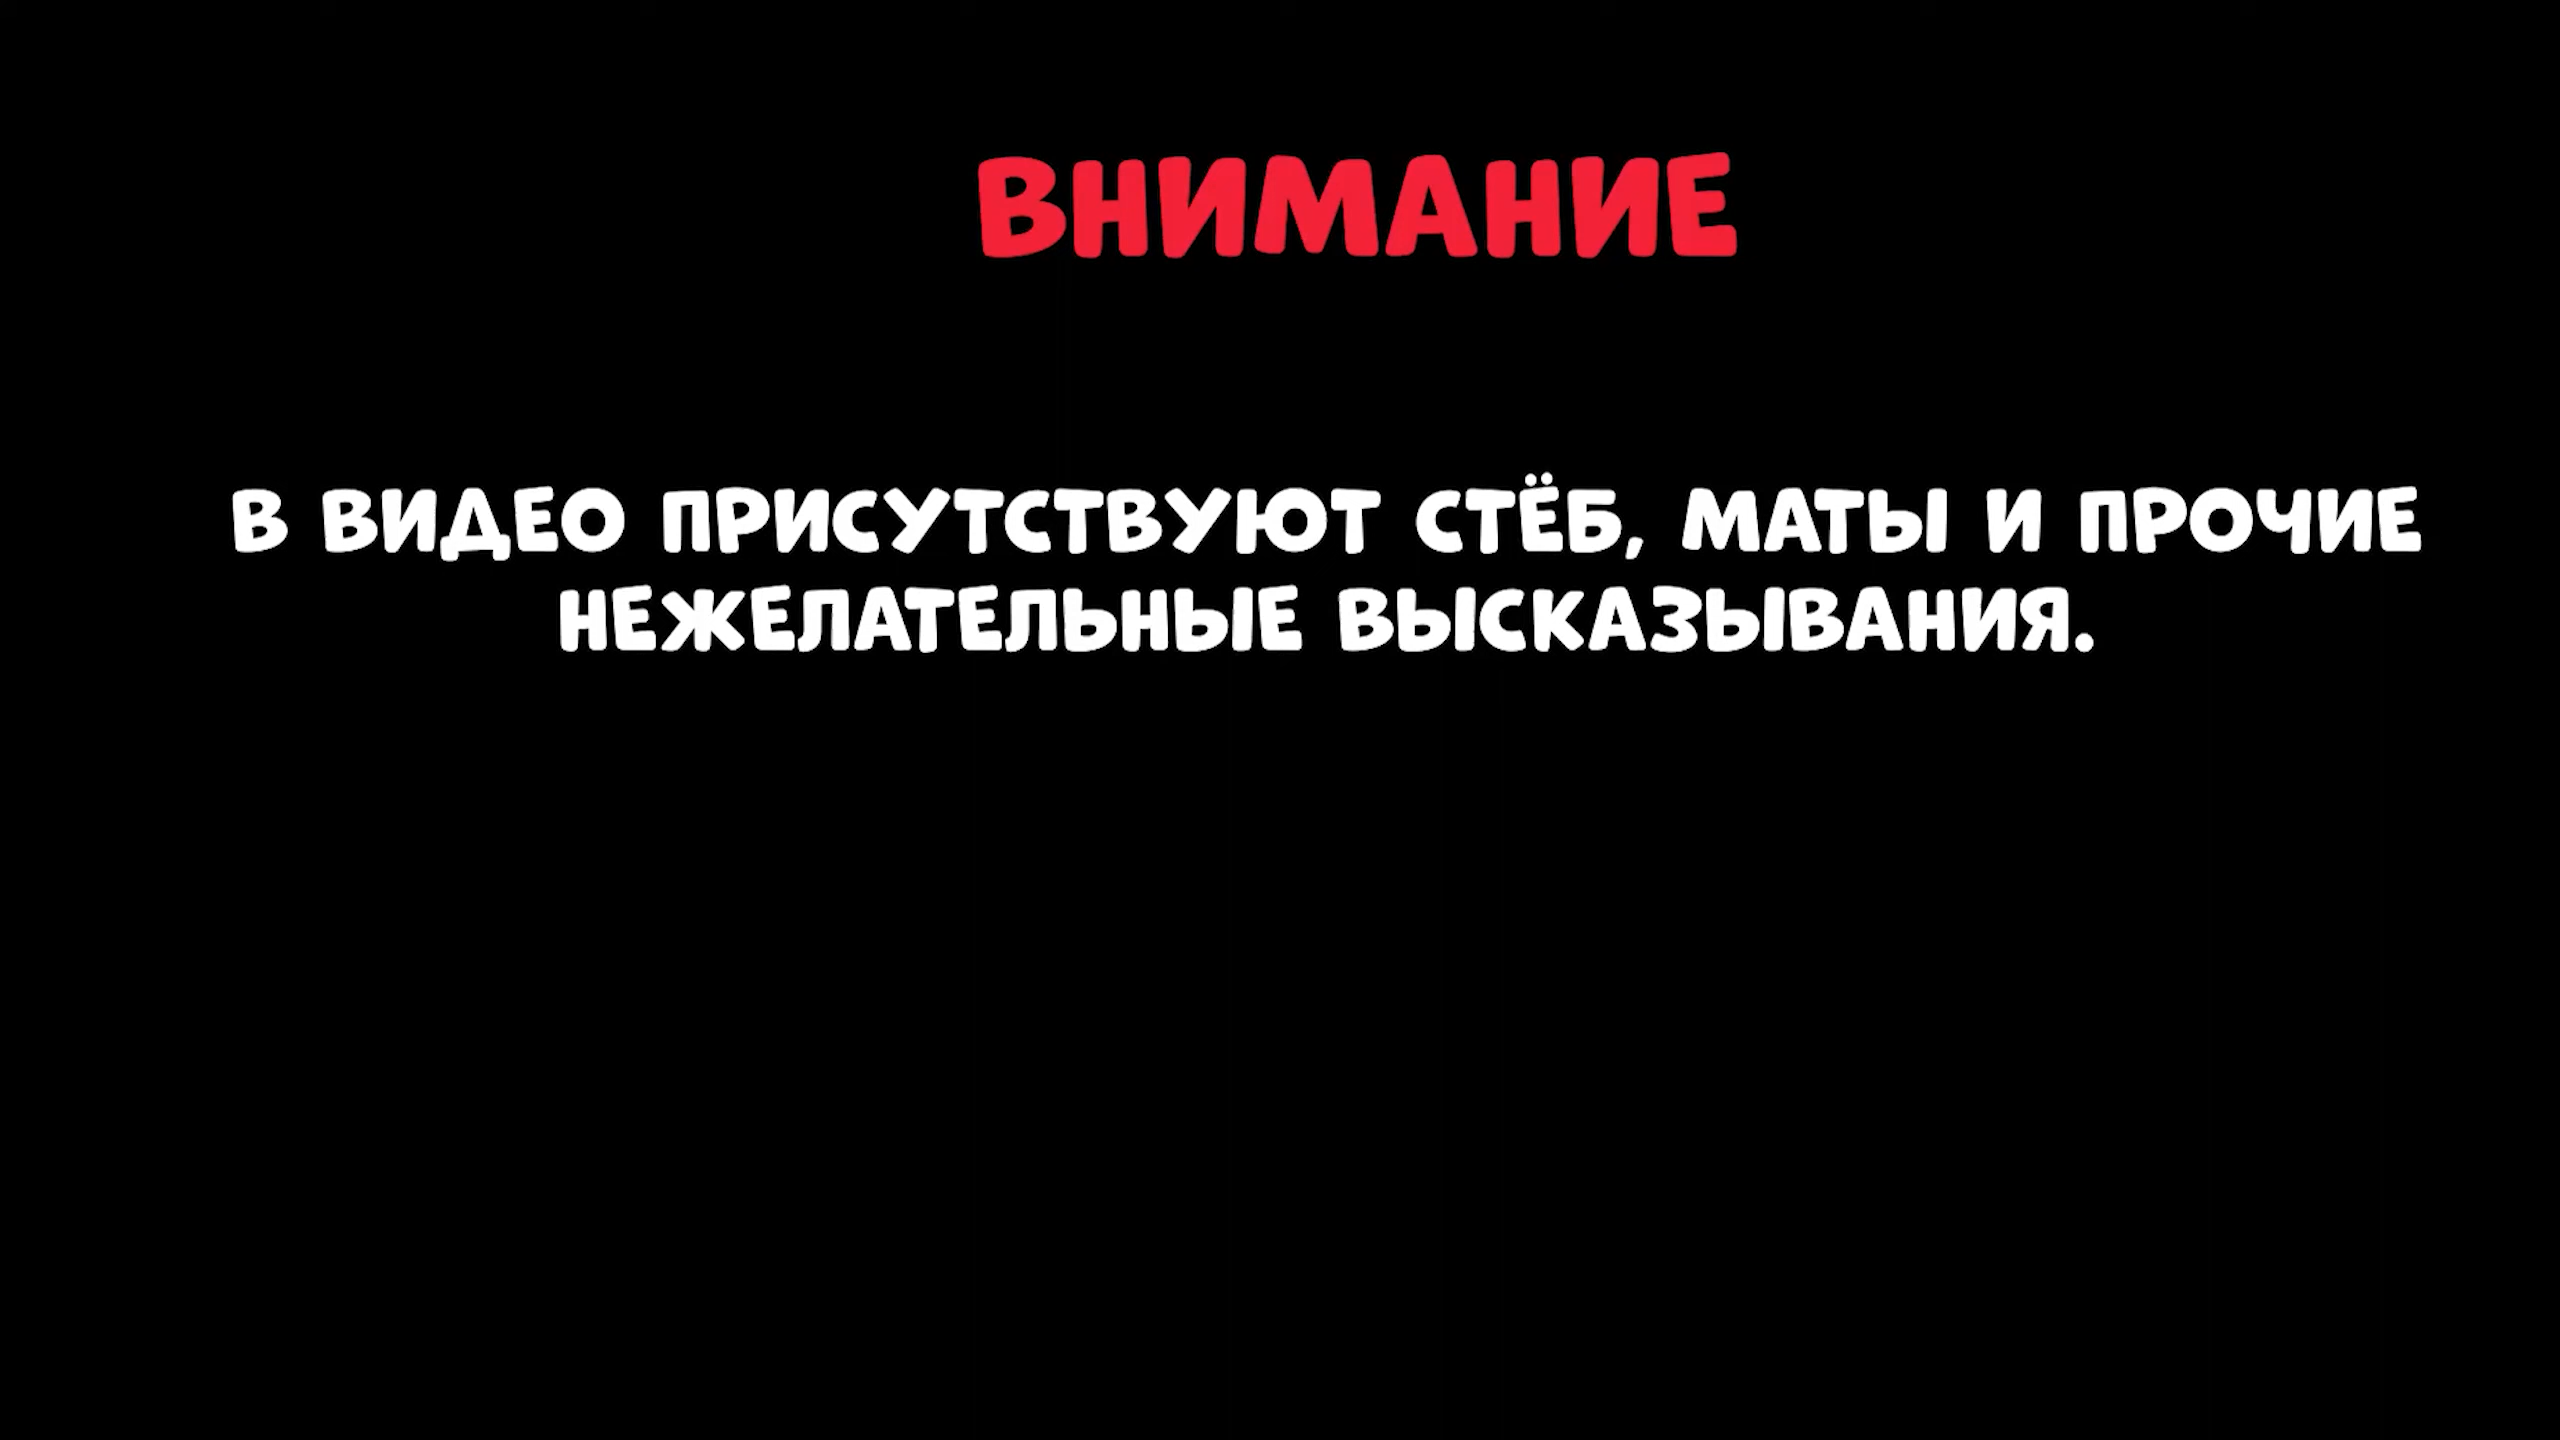 ВНИМАНИЕ
В ВИДЕО ПРИСУТСТВУЮТ СТЁБ, МАТЫ И ПРОЧИЕ
НЕЖЕЛАТЕЛЬНЫЕ ВЫСКАЗЫВАНИЯ.